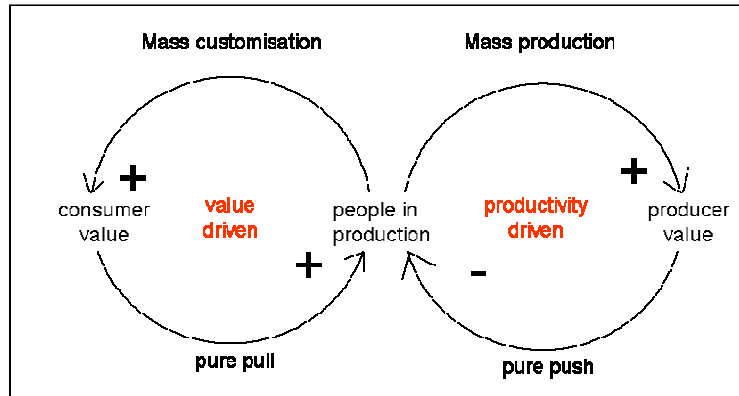 Mass customisation
Mass production
+
+
consumer
value
value
driven
people in
production
productivity
driven
producer
value
+
-
pure pull
pure push